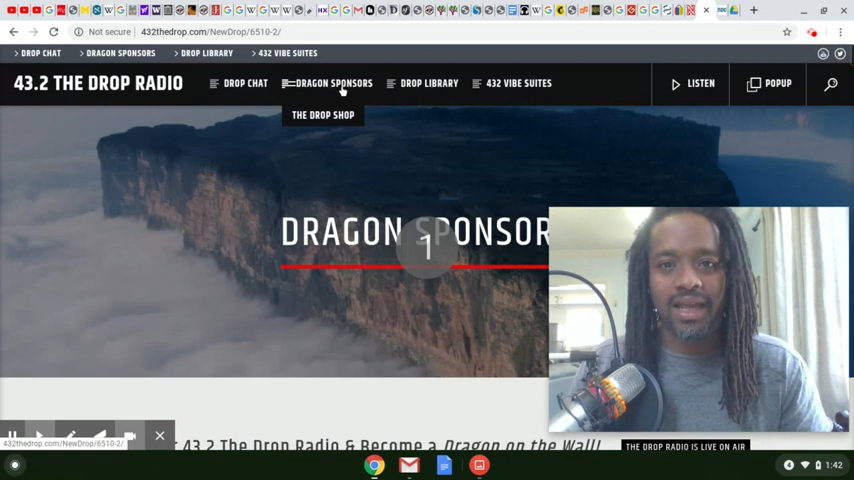 Not secure | 432thedrop.com/NewDrop/6510-2/
> DROP CHAT > DRAGON SPONSORS > DROP LIBRARY > 432 VIBE SUITES
43.2 THE DROP RADIO DROP CHAT DRAGON SPONSORS DROP LIBRARY 432 VIBE SUITES LISTEN POPUP
THE DROP SHOP
DRAGON SPONSOR
1
432thedrop.com/NewDrop/6510-2/
43.2 The Drop Radio & Become a Dragon on the Wall!
THE DROP RADIO IS LIVE ON AIR
4 1:42